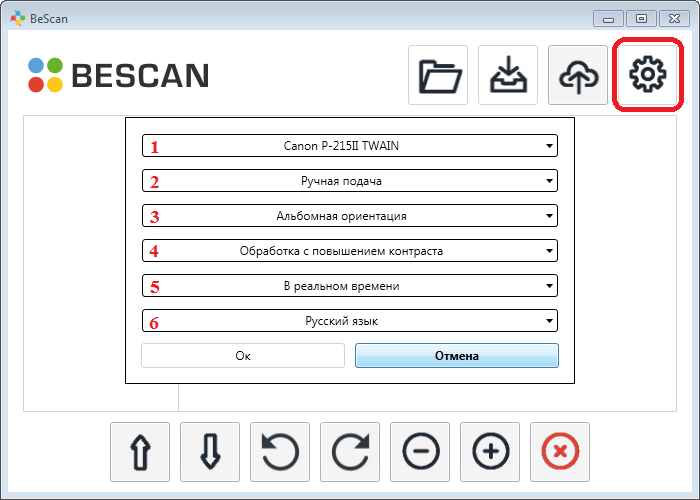 BeScan
BESCAN
1 Canon P-215II TWAIN
2 Ручная подача
3 Альбомная ориентация
4 Обработка с повышением контраста
5 В реальном времени
6 Русский язык
Ок Отмена